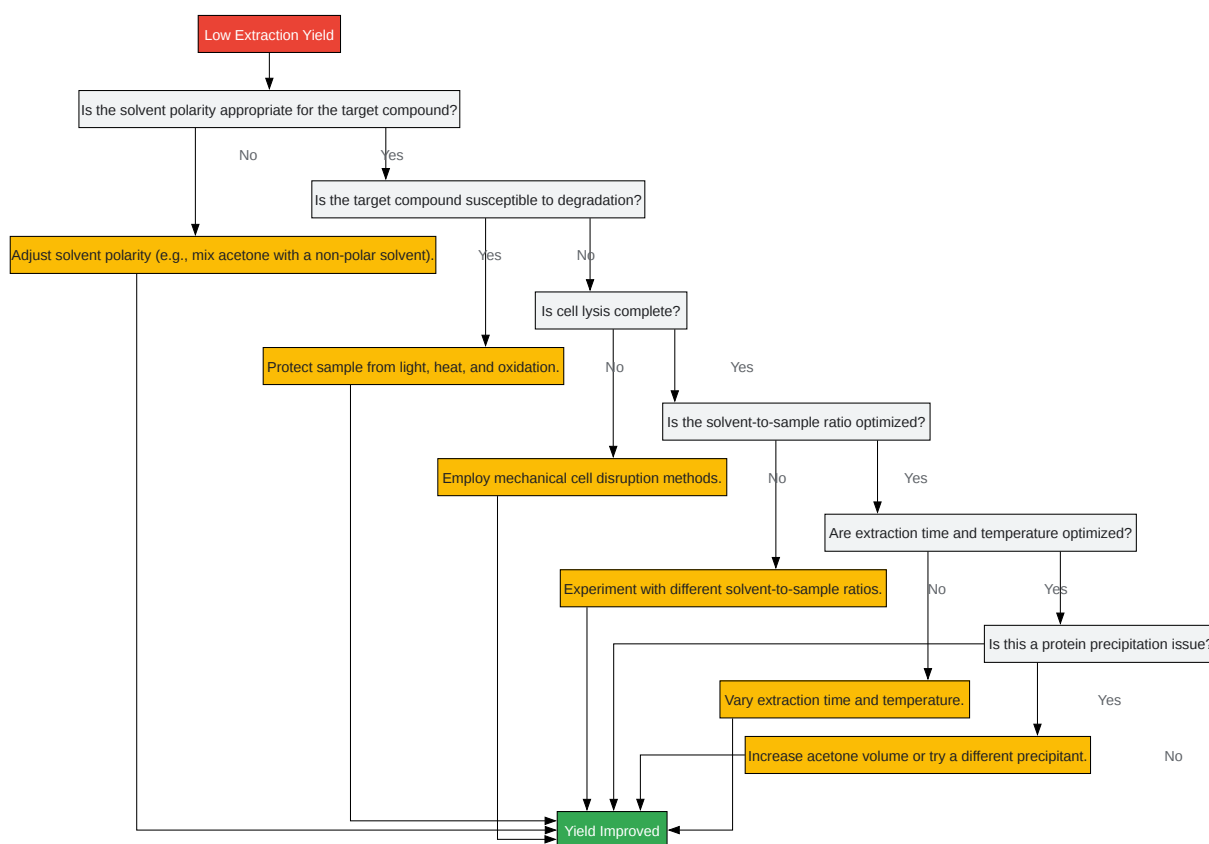 Low Extraction Yield
Is the solvent polarity appropriate for the target compound?
No
Yes
Is the target compound susceptible to degradation?
Adjust solvent polarity (e.g., mix acetone with a non-polar solvent).
Yes
No
Is cell lysis complete?
Protect sample from light, heat, and oxidation.
No
Yes
Is the solvent-to-sample ratio optimized?
Employ mechanical cell disruption methods.
No
Yes
Are extraction time and temperature optimized?
Experiment with different solvent-to-sample ratios.
No
Yes
Is this a protein precipitation issue?
Vary extraction time and temperature.
Yes
Increase acetone volume or try a different precipitant.
No
Yield Improved